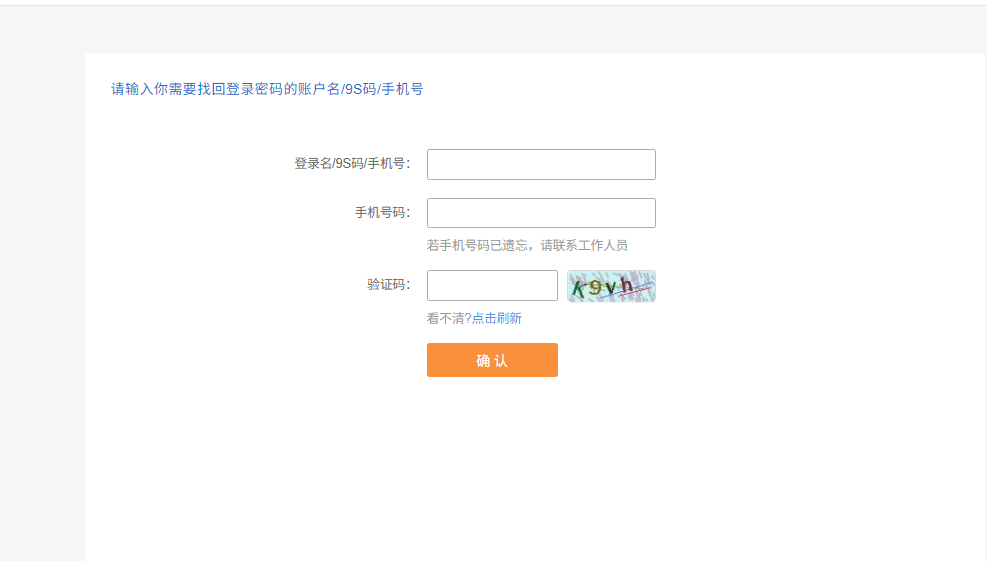 请输入你需要找回登录密码的账户名/9S码/手机号
登录名/9S码/手机号：
手机号码：
若手机号码已遗忘，请联系工作人员
验证码：
K9vh
看不清?点击刷新
确 认